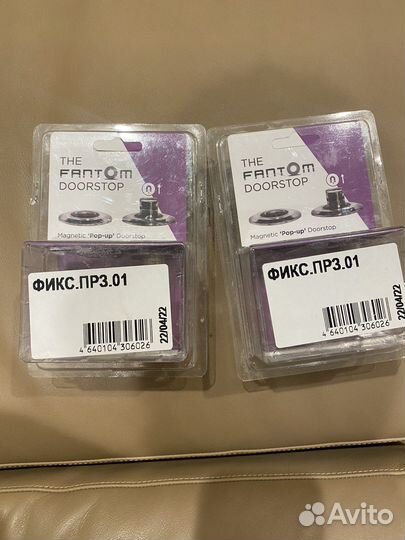 THE
FANTOM
DOORSTOP
Magnetic 'Pop-up' Doorstop
ФИКС.ПРЗ.01
4 640104 306026
22/04/22
THE
FANTOM
DOORSTOP
Magnetic 'Pop-up' Doorstop
ФИКС.ПРЗ.01
4 640104 306026
22/04/22
Avito